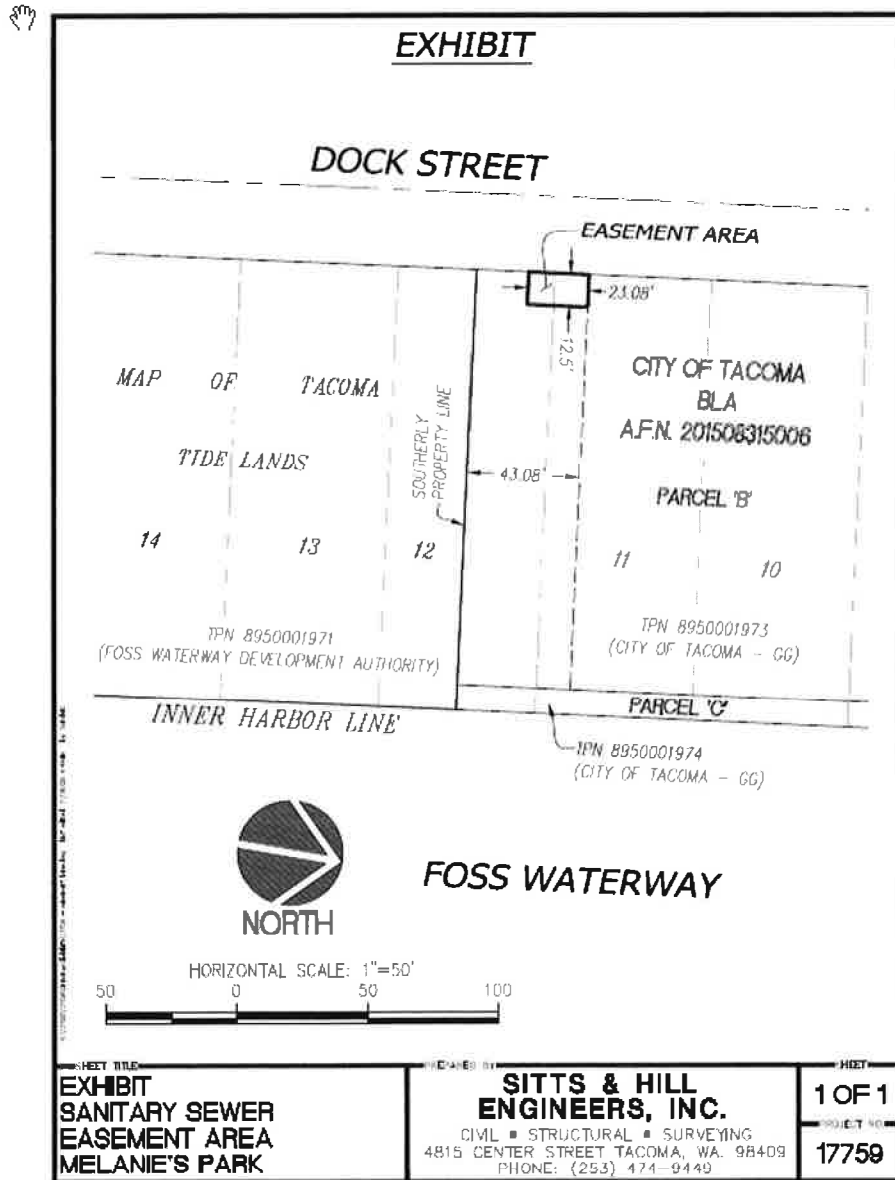 EXHIBIT
DOCK STREET
EASEMENT AREA
23.08'
12.5'
MAP OF TACOMA
TIDE LANDS
SOUTHERLY
PROPERTY LINE
43.08'
CITY OF TACOMA
BLA
A.F.N. 201508315006
PARCEL 'B'
14
13
12
11
10
TPN 8950001971
(FOSS WATERWAY DEVELOPMENT AUTHORITY)
TPN 8950001973
(CITY OF TACOMA - GG)
INNER HARBOR LINE
PARCEL 'C'
TPN 8950001974
(CITY OF TACOMA - GG)
NORTH
FOSS WATERWAY
HORIZONTAL SCALE: 1"=50'
50 0 50 100
SHEET TITLE
EXHIBIT
SANITARY SEWER
EASEMENT AREA
MELANIE'S PARK
PREPARED BY
SITTS & HILL
ENGINEERS, INC.
CIVIL ■ STRUCTURAL ■ SURVEYING
4815 CENTER STREET TACOMA, WA. 98409
PHONE: (253) 474-9449
SHEET
1 OF 1
PROJECT NO
17759